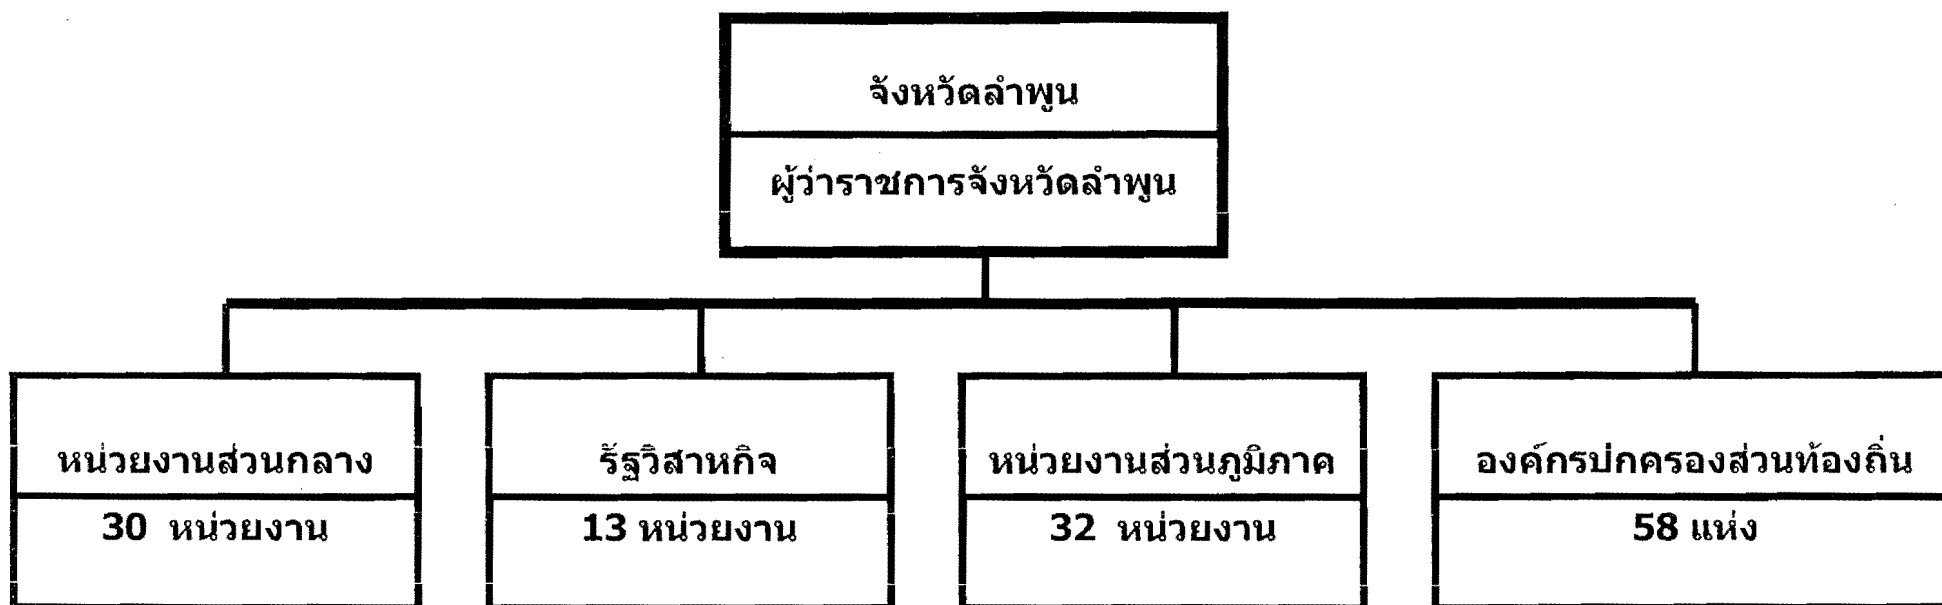 จังหวัดลำพูน
ผู้ว่าราชการจังหวัดลำพูน
หน่วยงานส่วนกลาง
30 หน่วยงาน
รัฐวิสาหกิจ
13 หน่วยงาน
หน่วยงานส่วนภูมิภาค
32 หน่วยงาน
องค์กรปกครองส่วนท้องถิ่น
58 แห่ง